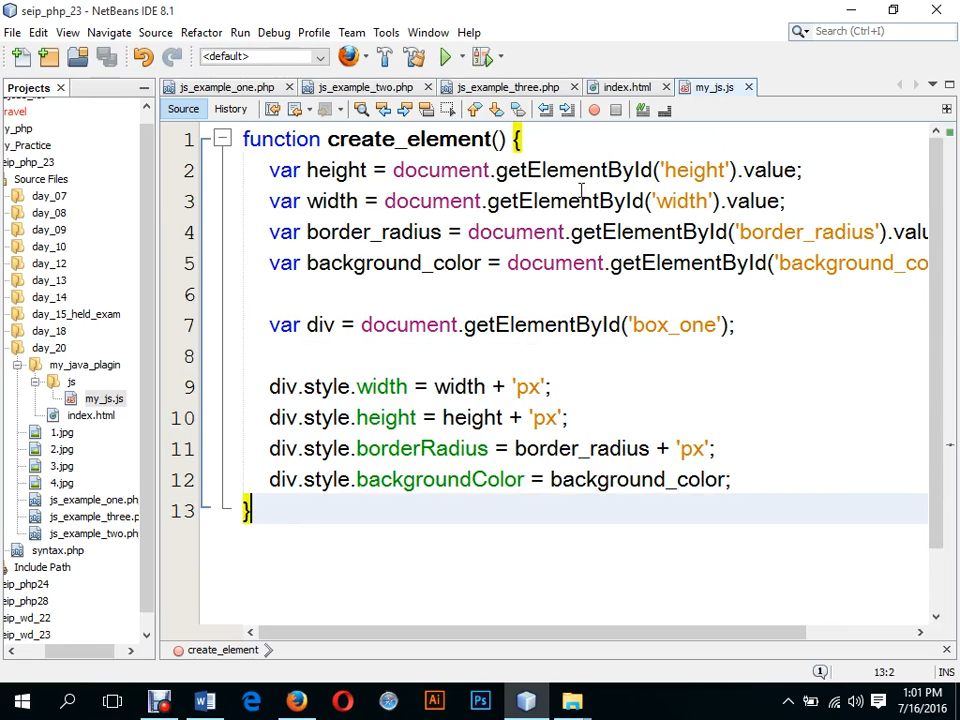 seip_php_23 - NetBeans IDE 8.1
File Edit View Navigate Source Refactor Run Debug Profile Team Tools Window Help
Search (Ctrl+I)
<default>
Projects
js_example_one.php js_example_two.php js_example_three.php index.html my_js.js
Source History
ravel
y_php
y_Practice
eip_php_23
Source Files
day_07
day_08
day_09
day_10
day_12
day_13
day_14
day_15_held_exam
day_18
day_20
my_java_plagin
js
my_js.js
index.html
1.jpg
2.jpg
3.jpg
4.jpg
js_example_one.ph
js_example_three.p
js_example_two.ph
syntax.php
Include Path
eip_php24
eip_php28
eip_wd_22
eip_wd_23
1 function create_element() {
2 var height = document.getElementById('height').value;
3 var width = document.getElementById('width').value;
4 var border_radius = document.getElementById('border_radius').valu
5 var background_color = document.getElementById('background_co
6
7 var div = document.getElementById('box_one');
8
9 div.style.width = width + 'px';
10 div.style.height = height + 'px';
11 div.style.borderRadius = border_radius + 'px';
12 div.style.backgroundColor = background_color;
13 }
create_element
1 13:2 INS
1:01 PM
7/16/2016